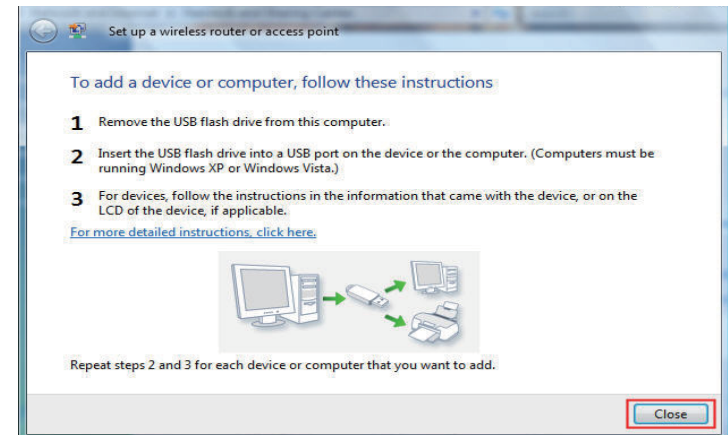 Set up a wireless router or access point
To add a device or computer, follow these instructions
1 Remove the USB flash drive from this computer.
2 Insert the USB flash drive into a USB port on the device or the computer. (Computers must be
running Windows XP or Windows Vista.)
3 For devices, follow the instructions in the information that came with the device, or on the
LCD of the device, if applicable.
For more detailed instructions, click here.
Repeat steps 2 and 3 for each device or computer that you want to add.
Close